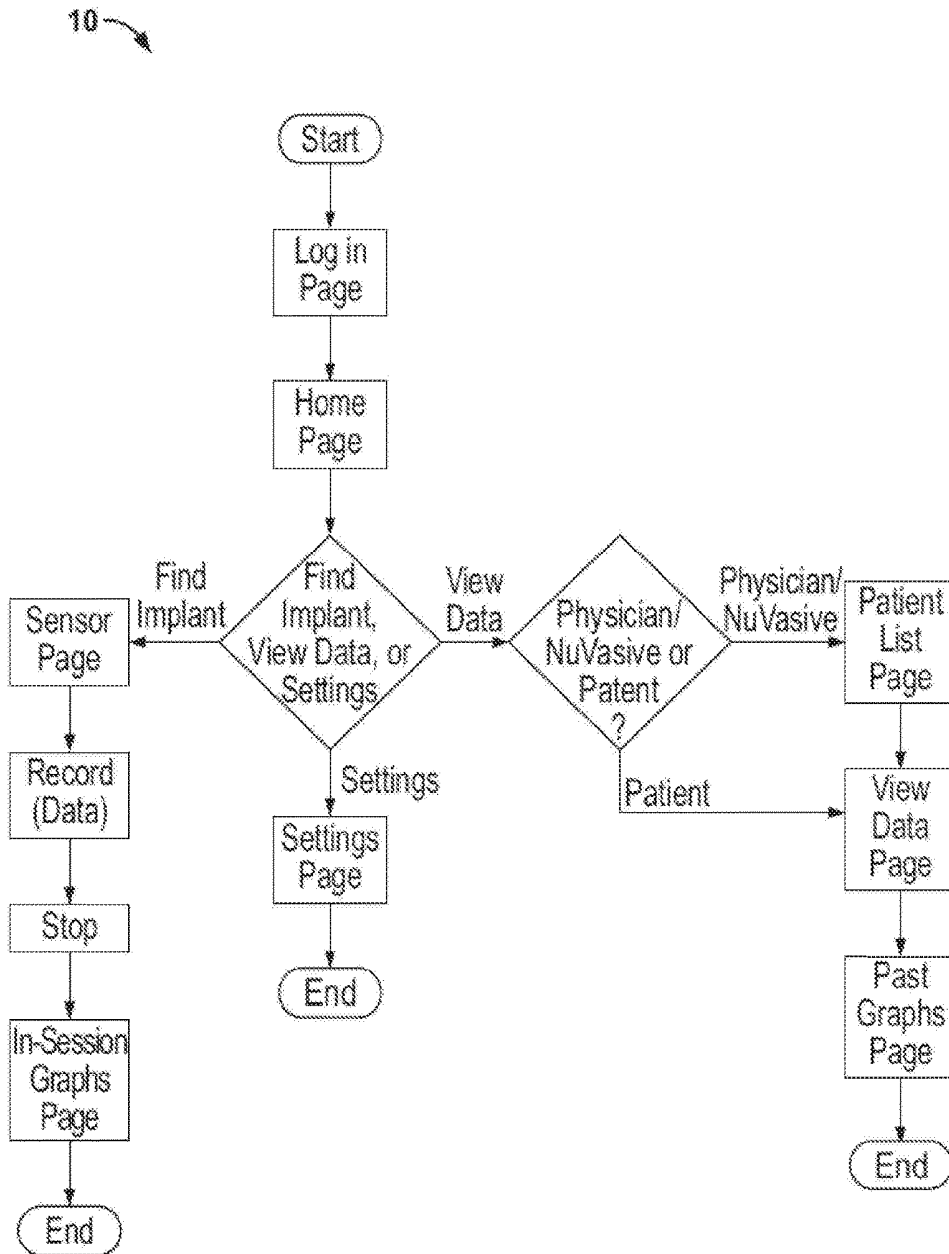 10
Start
Log in
Page
Home
Page
Find
Implant
Find
Implant,
View Data, or
Settings
View
Data
Physician/
NuVasive or
Patent
?
Physician/
NuVasive
Patient
List
Page
Sensor
Page
Record
(Data)
Stop
In-Session
Graphs
Page
End
Settings
Settings
Page
End
Patient
View
Data
Page
Past
Graphs
Page
End